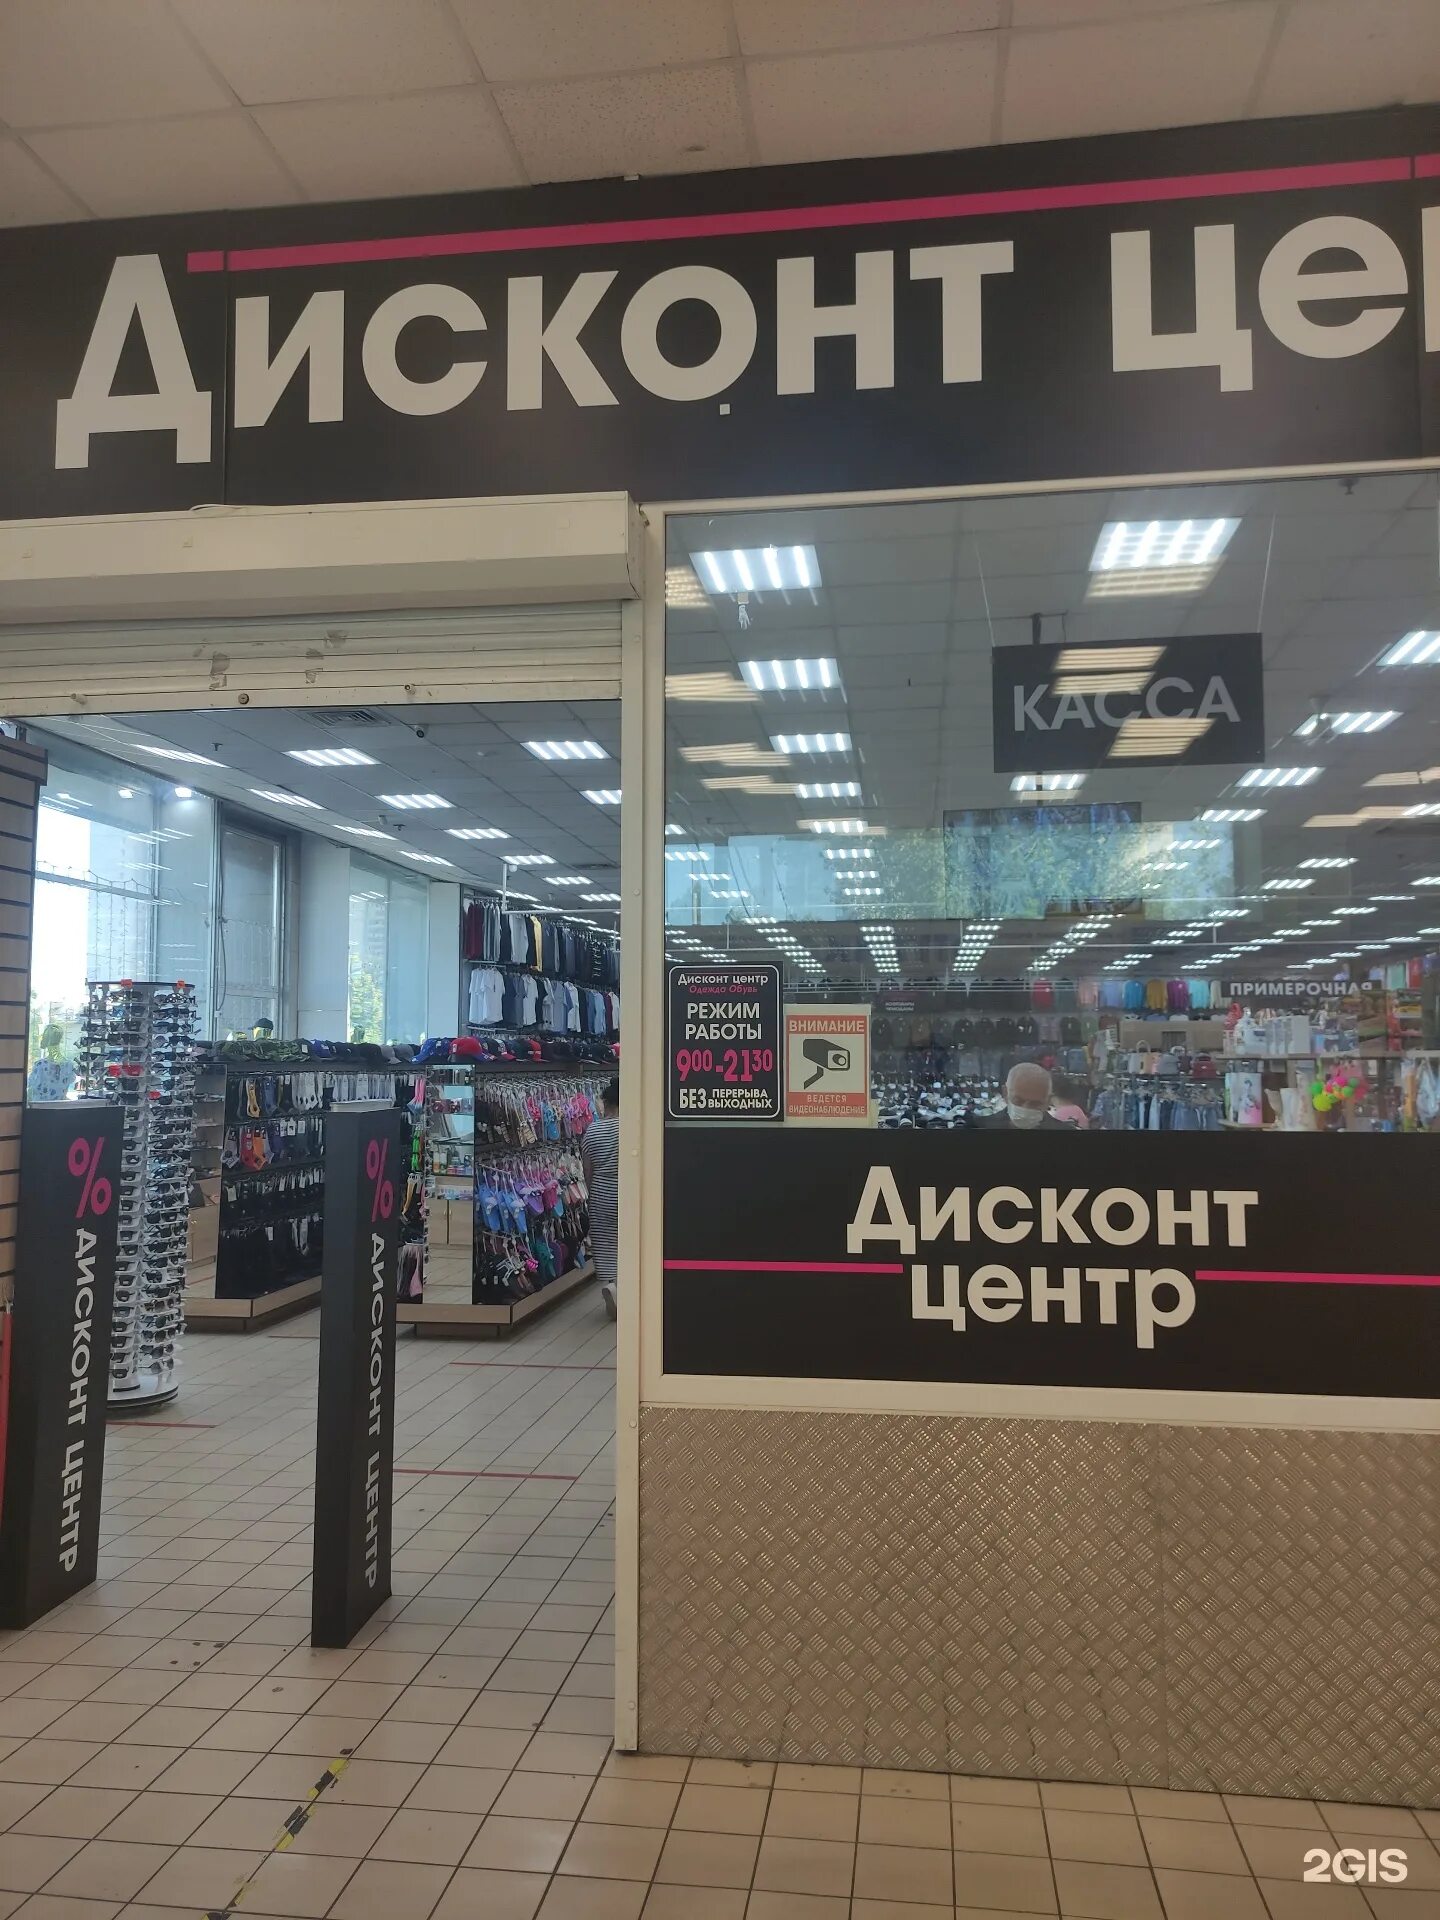 Дисконт це
КАССА
ПРИМЕРОЧНАЯ
Дисконт центр
Одежда Обувь
РЕЖИМ
РАБОТЫ
900-2130
БЕЗ ПЕРЕРЫВА
ВЫХОДНЫХ
ВНИМАНИЕ
ВЕДЕТСЯ
ВИДЕОНАБЛЮДЕНИЕ
Дисконт
центр
% ДИСКОНТ ЦЕНТР
% ДИСКОНТ ЦЕНТР
2GIS